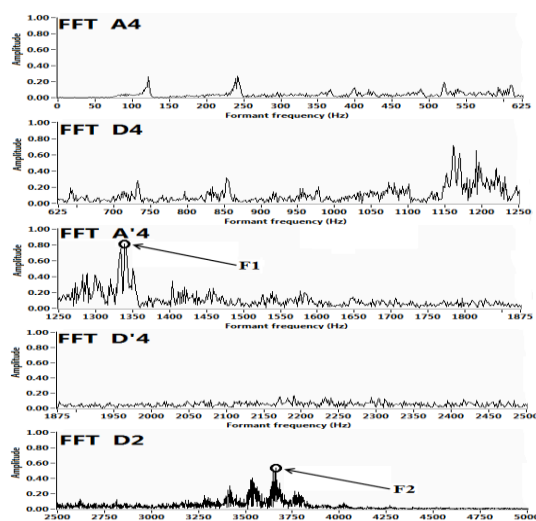 1.00
FFT A4
0.80
0.60
0.40
0.20
0.00
Amplitude
0 50 100 150 200 250 300 350 400 450 500 550 625
Formant frequency (Hz)
1.00
FFT D4
0.80
0.60
0.40
0.20
0.00
Amplitude
625 700 750 800 850 900 950 1000 1050 1100 1150 1200 1250
Formant frequency (Hz)
1.00
FFT A'4
0.80
0.60
0.40
0.20
0.00
Amplitude
F1
1250 1300 1350 1400 1450 1500 1550 1600 1650 1700 1750 1800 1875
Formant frequency (Hz)
1.00
FFT D'4
0.80
0.60
0.40
0.20
0.00
Amplitude
1875 1950 2000 2050 2100 2150 2200 2250 2300 2350 2400 2500
Formant frequency (Hz)
1.00
FFT D2
0.80
0.60
0.40
0.20
0.00
Amplitude
F2
2500 2750 3000 3250 3500 3750 4000 4250 4500 4750 5000
Formant frequency (Hz)